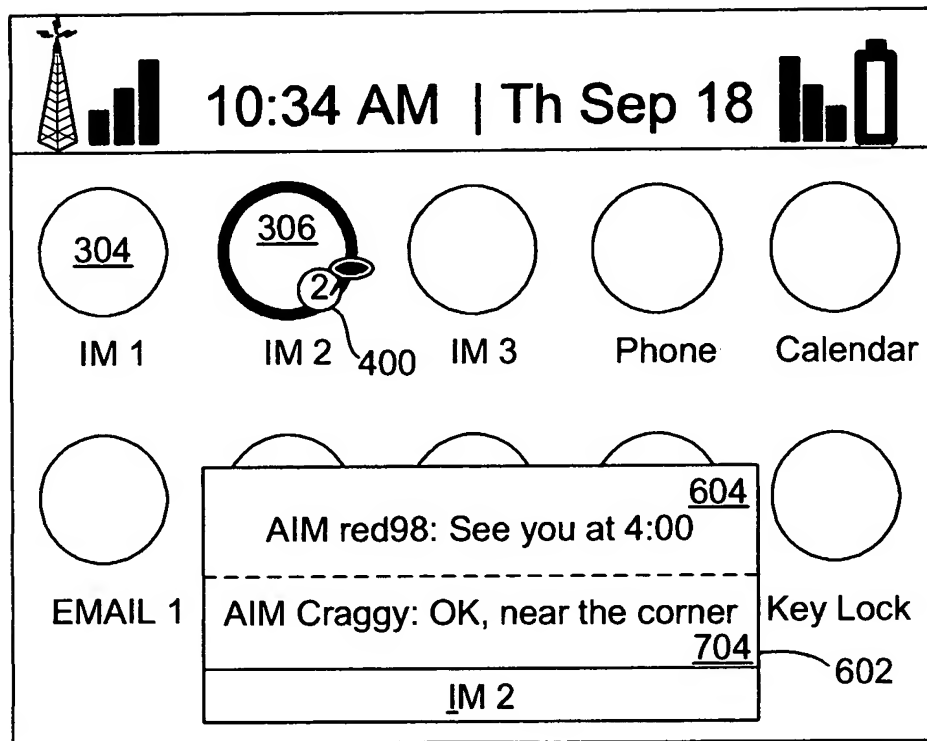 10:34 AM | Th Sep 18
304
306
2
IM 1
IM 2
400
IM 3
Phone
Calendar
604
AIM red98: See you at 4:00
EMAIL 1
AIM Craggy: OK, near the corner
Key Lock
704
602
IM 2